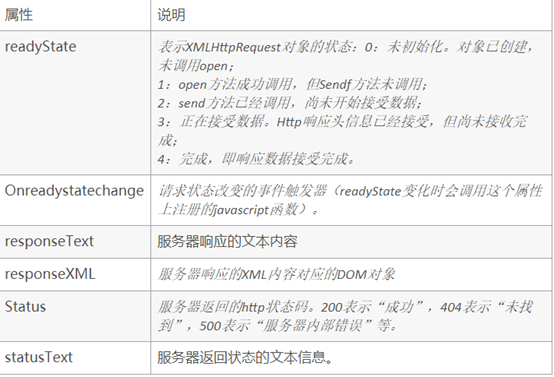 属性 说明
readyState 表示XMLHttpRequest对象的状态：0：未初始化。对象已创建，
未调用open；
1：open方法成功调用，但Sendf方法未调用；
2：send方法已经调用，尚未开始接受数据；
3：正在接受数据。Http响应头信息已经接受，但尚未接收完
成；
4：完成，即响应数据接受完成。
Onreadystatechange 请求状态改变的事件触发器（readyState变化时会调用这个属性
上注册的javascript函数）。
responseText 服务器响应的文本内容
responseXML 服务器响应的XML内容对应的DOM对象
Status 服务器返回的http状态码。200表示“成功”，404表示“未找
到”，500表示“服务器内部错误”等。
statusText 服务器返回状态的文本信息。